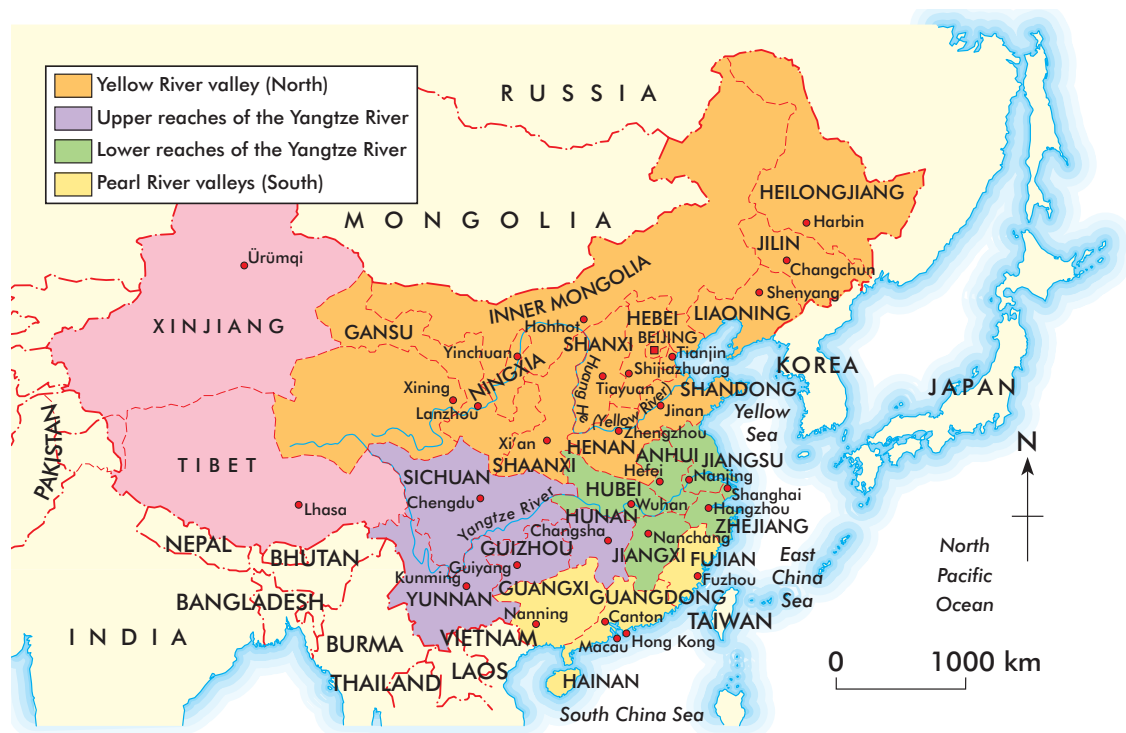 Yellow River valley (North)
Upper reaches of the Yangtze River
Lower reaches of the Yangtze River
Pearl River valleys (South)
RUSSIA
MONGOLIA
HEILONGJIANG
Harbin
JILIN
Changchun
Shenyang
LIAONING
Ürümqi
XINJIANG
INNER MONGOLIA
GANSU
Hohhot
HEBEI
BEIJING
SHANXI
Tianjin
Yinchuan
NINGXIA
Shijiazhuang
Tiayuan
KOREA
JAPAN
Xining
Lanzhou
Huang He
(Yellow River)
SHANDONG
Jinan
Yellow
Sea
Zhengzhou
Xi'an
HENAN
SHAANXI
ANHUI
JIANGSU
N
PAKISTAN
TIBET
Lhasa
SICHUAN
Chengdu
Yangtze River
HUBEI
Hefei
Nanjing
Shanghai
Wuhan
Hangzhou
ZHEJIANG
HUNAN
Changsha
Nanchang
JIANGXI
FUJIAN
Fuzhou
East
China
Sea
North
Pacific
Ocean
NEPAL
BHUTAN
GUIZHOU
Guiyang
Kunming
YUNNAN
GUANGXI
Nanning
GUANGDONG
Canton
TAIWAN
Macau
Hong Kong
BANGLADESH
INDIA
BURMA
VIETNAM
LAOS
THAILAND
HAINAN
South China Sea
0 1000 km